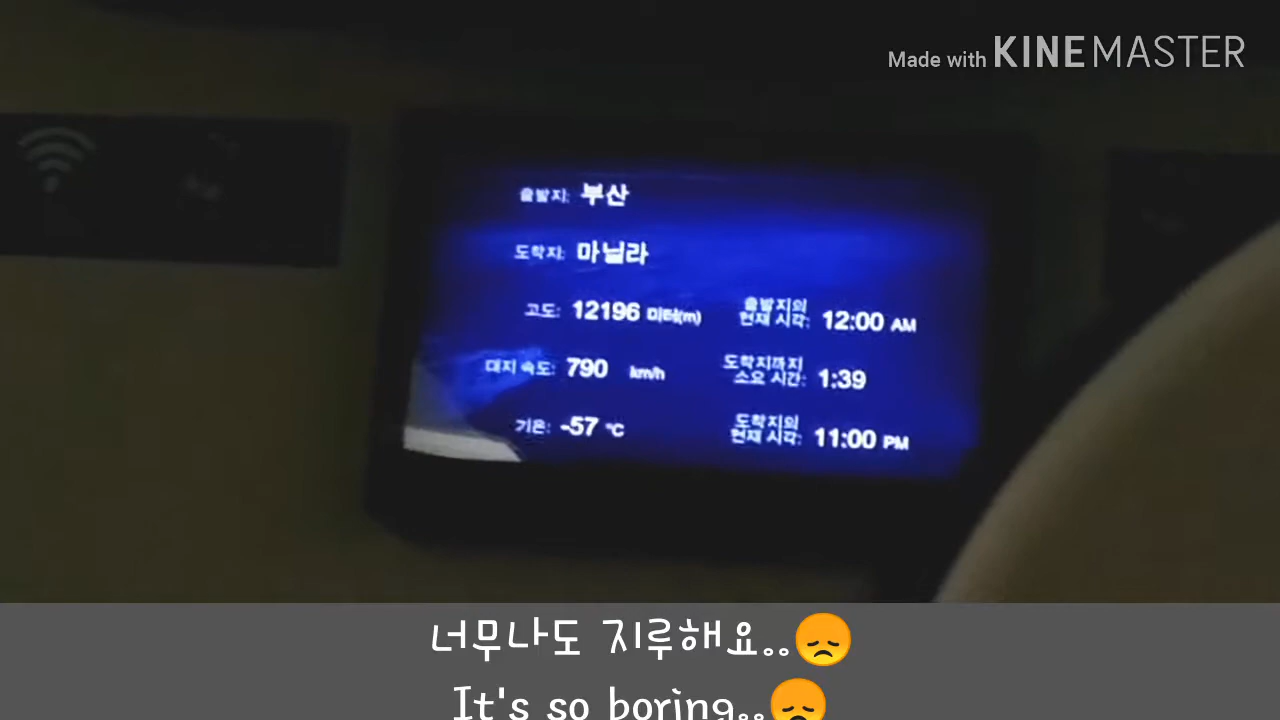 Made with KINEMASTER
출발지: 부산
도착지: 마닐라
고도: 12196 미터(m)
출발지의
현재 시각: 12:00 AM
대지 속도: 790 km/h
도착지까지
소요 시간: 1:39
기온: -57 °C
도착지의
현재 시각: 11:00 PM
너무나도 지루해요..😞
It's so boring..😞